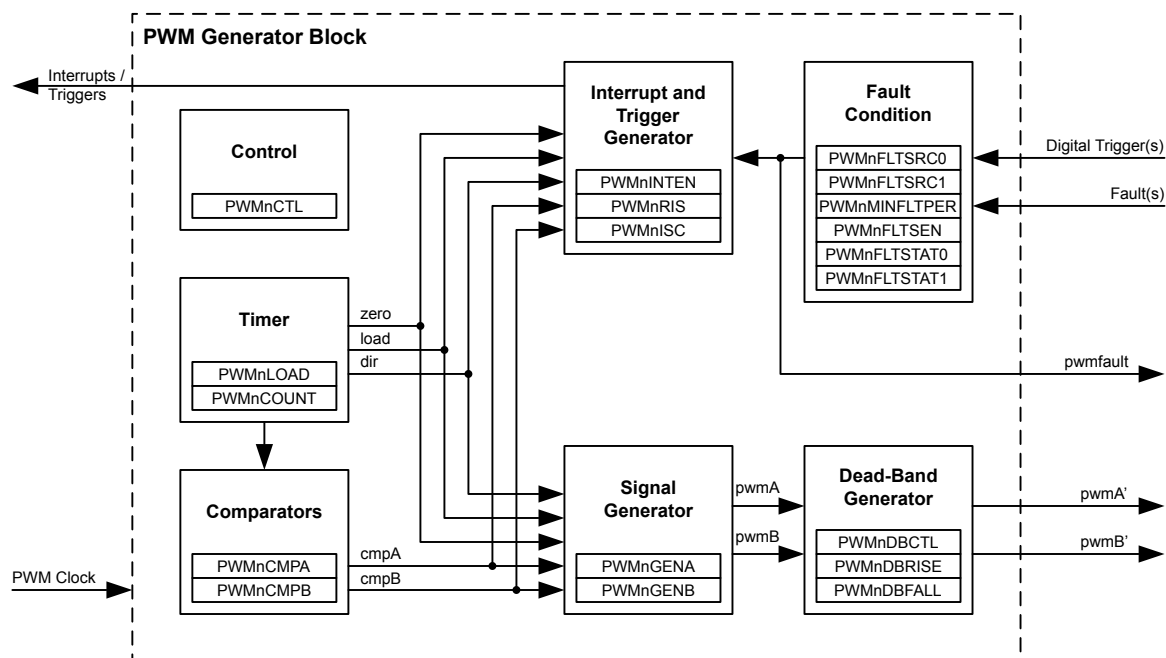 PWM Generator Block
Interrupts /
Triggers
Control
PWMnCTL
Interrupt and
Trigger
Generator
PWMnINTEN
PWMnRIS
PWMnISC
Fault
Condition
PWMnFLTSRC0
PWMnFLTSRC1
PWMnMINFLTPER
PWMnFLTSEN
PWMnFLTSTAT0
PWMnFLTSTAT1
Digital Trigger(s)
Fault(s)
Timer
PWMnLOAD
PWMnCOUNT
zero
load
dir
pwmfault
Comparators
PWMnCMPA
PWMnCMPB
cmpA
cmpB
PWM Clock
Signal
Generator
PWMnGENA
PWMnGENB
pwmA
pwmB
Dead-Band
Generator
PWMnDBCTL
PWMnDBRISE
PWMnDBFALL
pwmA’
pwmB’